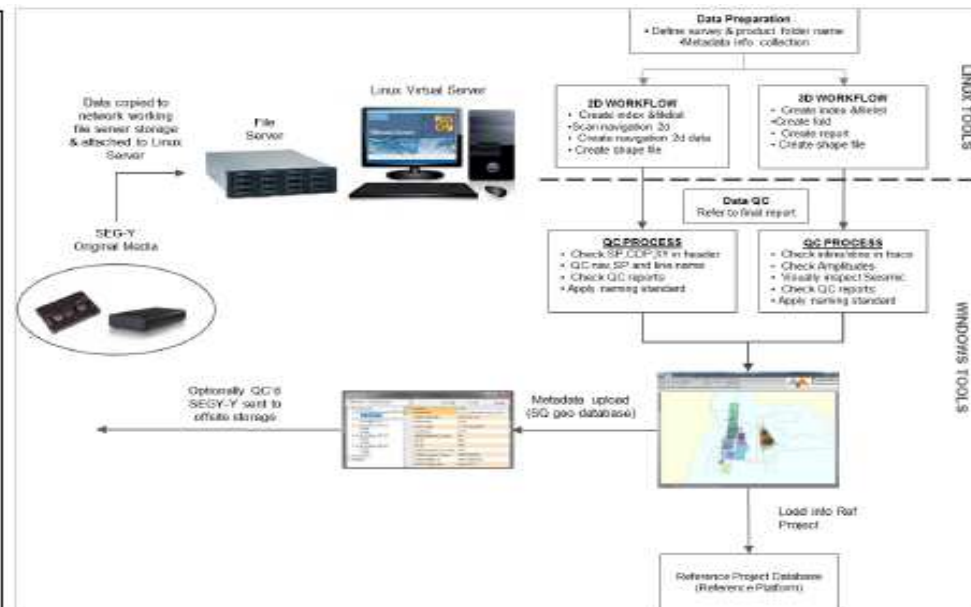 Data Preparation
• Define survey & product folder name
•Metadata info collection
LINUX TOOLS
Linux Virtual Server
Data copied to
network working
file server storage
& attached to Linux
Server
File
Server
2D WORKFLOW
• Create index &filelist
•Scan navigation 2d
• Create navigation 2d data
• Create shape file
3D WORKFLOW
• Create index &filelist
•Create fold
• Create report
• Create shape file
Data QC
Refer to final report
SEG-Y
Original Media
QC PROCESS
• Check SP,CDP,XY in header
• QC nav,SP and line name
• Check QC reports
• Apply naming standard
QC PROCESS
• Check inline/xline in trace
• Check Amplitudes
• Visually inspect Seismic
• Check QC reports
• Apply naming standard
WINDOWS TOOLS
Optionally QC'd
SEGY-Y sent to
offsite storage
Metadata upload
(SQ geo database)
Load into Ref
Project
Reference Project Database
(Reference Platform)